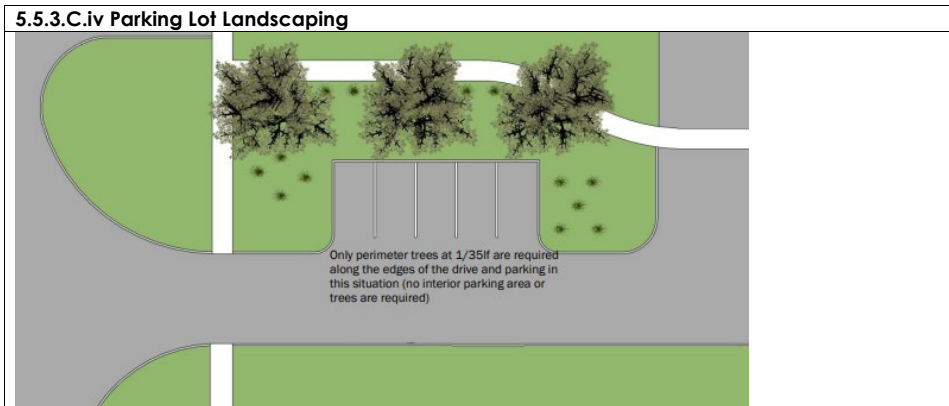 5.5.3.C.iv Parking Lot Landscaping
Only perimeter trees at 1/35lf are required
along the edges of the drive and parking in
this situation (no interior parking area or
trees are required)